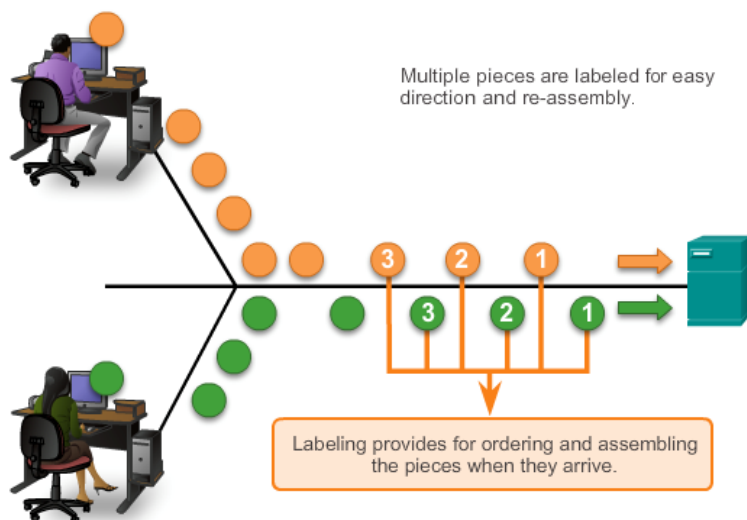 Multiple pieces are labeled for easy
direction and re-assembly.
3 2 1
3 2 1
Labeling provides for ordering and assembling
the pieces when they arrive.